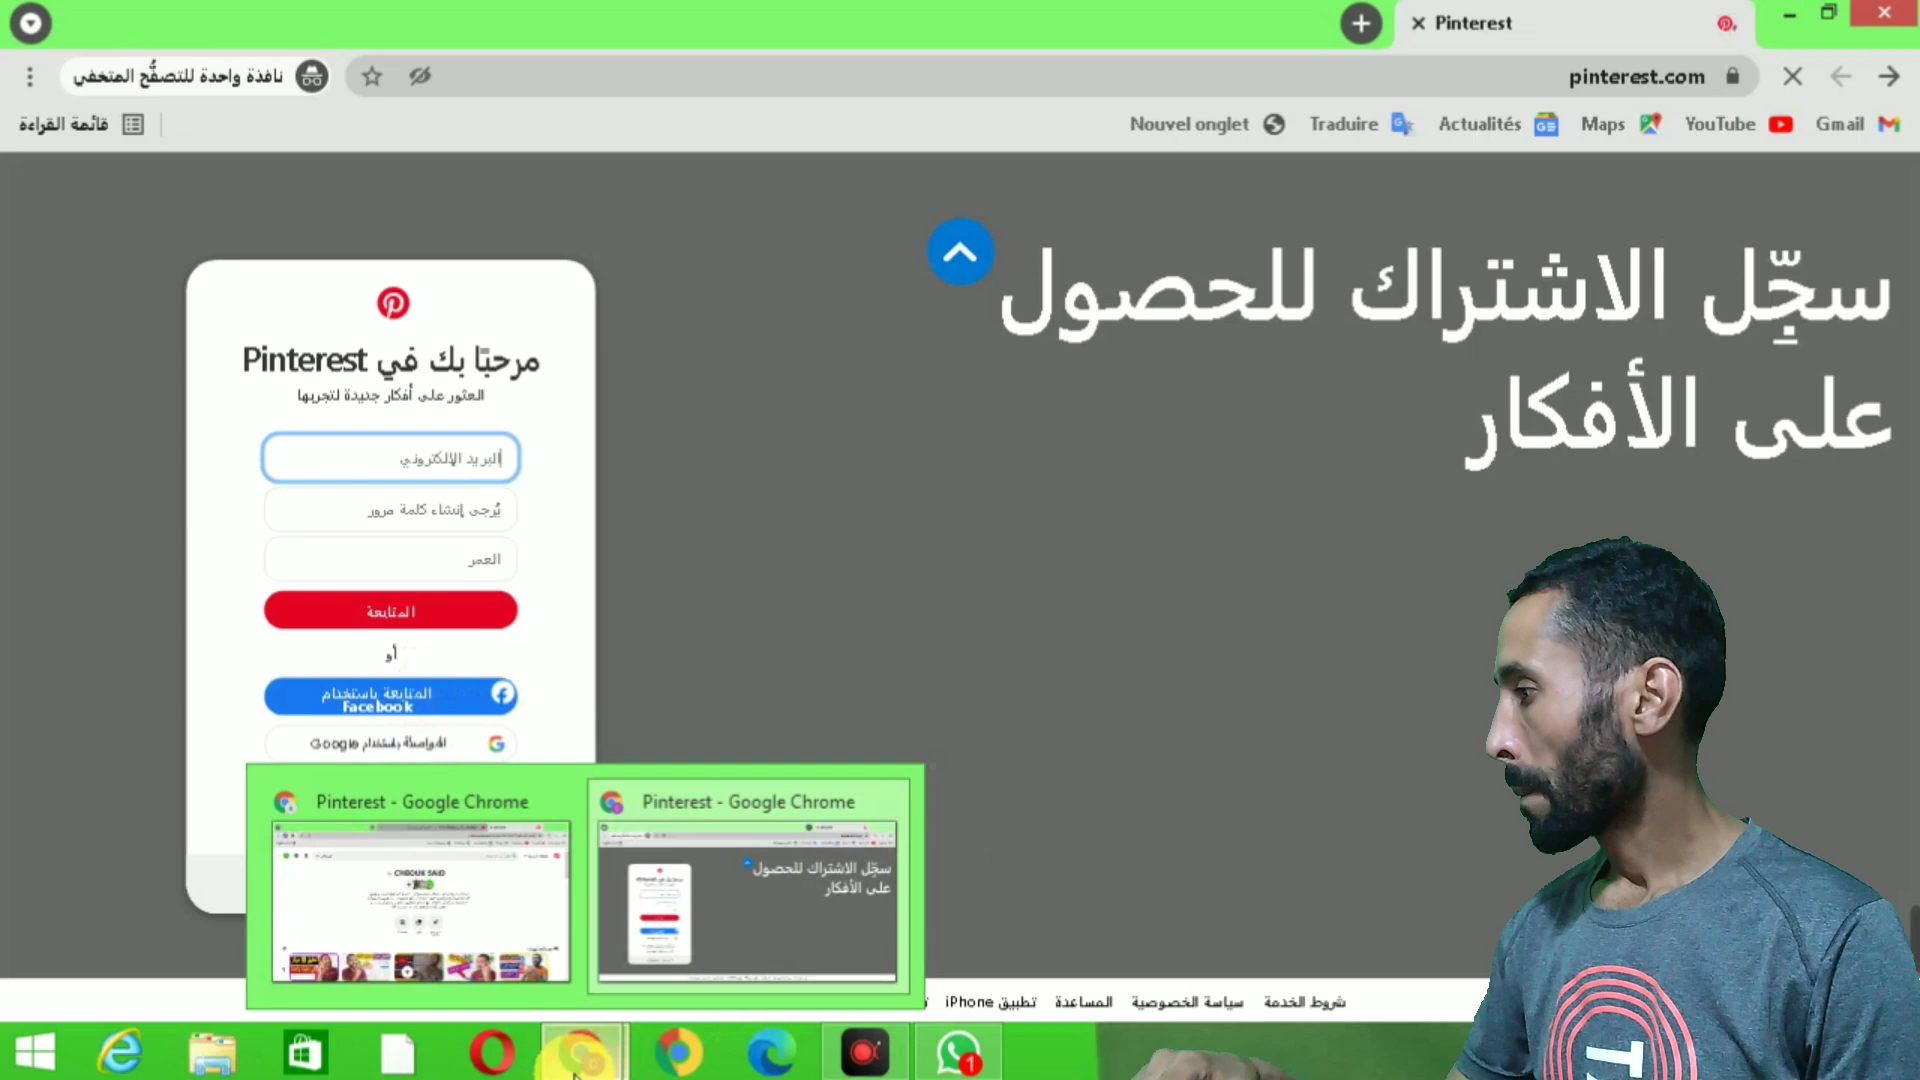 Pinterest
نافذة واحدة للتصفُّح المتخفي
pinterest.com
قائمة القراءة
Nouvel onglet
Traduire
Actualités
Maps
YouTube
Gmail
سجِّل الاشتراك للحصول
على الأفكار
مرحبًا بك في Pinterest
العثور على أفكار جديدة لتجربها
البريد الإلكتروني
يُرجى إنشاء كلمة مرور
العمر
المتابعة
أو
المتابعة باستخدام
Facebook
المواصلة باستخدام Google
Pinterest - Google Chrome
Pinterest - Google Chrome
CHBOUK SAID
سجّل الاشتراك للحصول
على الأفكار
شروط الخدمة
سياسة الخصوصية
المساعدة
تطبيق iPhone
1